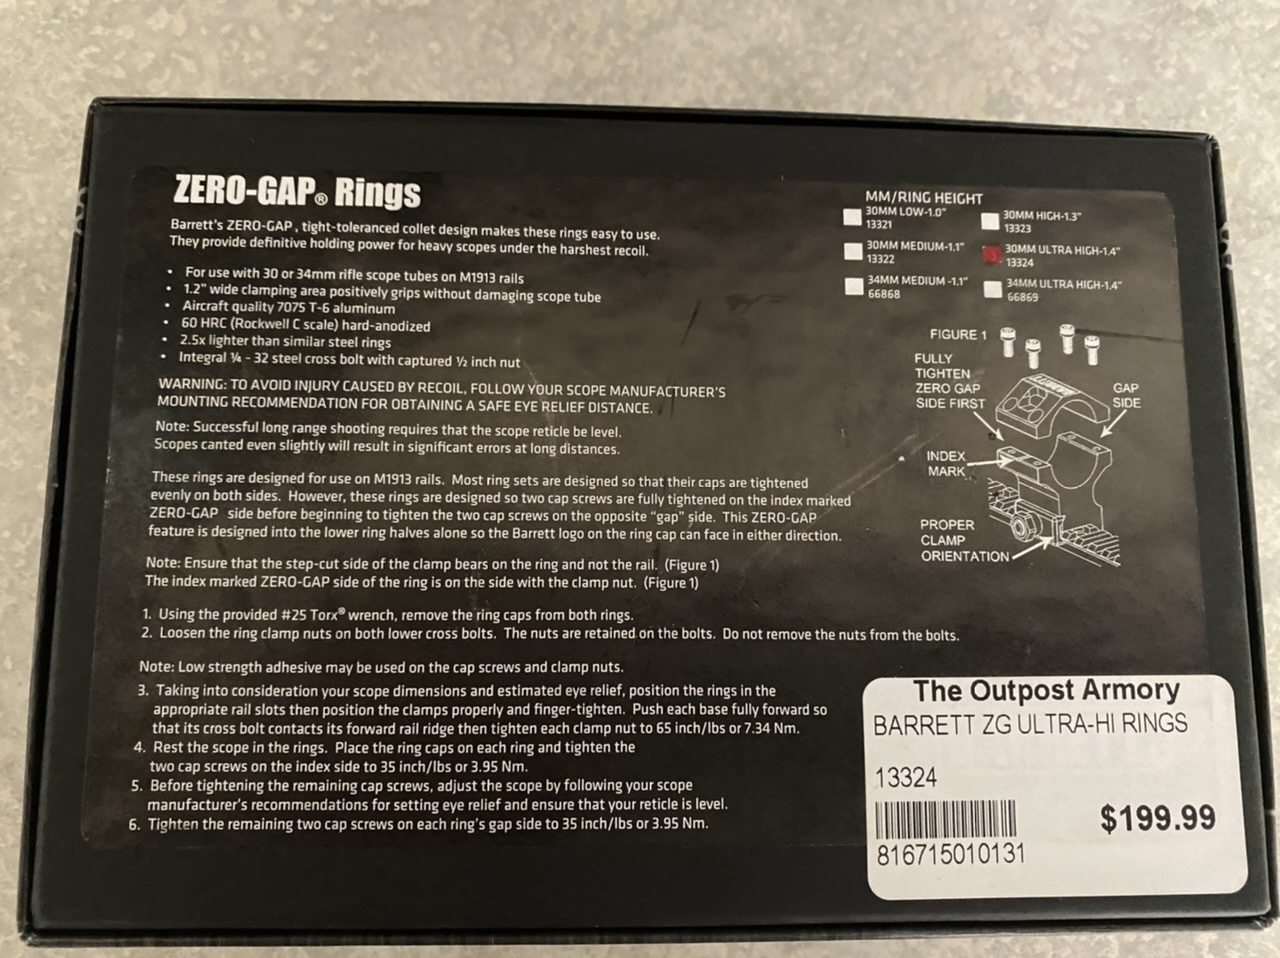 ZERO-GAP® Rings
Barrett's ZERO-GAP , tight-toleranced collet design makes these rings easy to use.
They provide definitive holding power for heavy scopes under the harshest recoil.
• For use with 30 or 34mm rifle scope tubes on M1913 rails
• 1.2" wide clamping area positively grips without damaging scope tube
• Aircraft quality 7075 T-6 aluminum
• 60 HRC (Rockwell C scale) hard-anodized
• 2.5x lighter than similar steel rings
• Integral ¼ - 32 steel cross bolt with captured ½ inch nut
WARNING: TO AVOID INJURY CAUSED BY RECOIL, FOLLOW YOUR SCOPE MANUFACTURER'S
MOUNTING RECOMMENDATION FOR OBTAINING A SAFE EYE RELIEF DISTANCE.
Note: Successful long range shooting requires that the scope reticle be level.
Scopes canted even slightly will result in significant errors at long distances.
These rings are designed for use on M1913 rails. Most ring sets are designed so that their caps are tightened
evenly on both sides. However, these rings are designed so two cap screws are fully tightened on the index marked
ZERO-GAP side before beginning to tighten the two cap screws on the opposite "gap" side. This ZERO-GAP
feature is designed into the lower ring halves alone so the Barrett logo on the ring cap can face in either direction.
Note: Ensure that the step-cut side of the clamp bears on the ring and not the rail. (Figure 1)
The index marked ZERO-GAP side of the ring is on the side with the clamp nut. (Figure 1)
1. Using the provided #25 Torx® wrench, remove the ring caps from both rings.
2. Loosen the ring clamp nuts on both lower cross bolts. The nuts are retained on the bolts. Do not remove the nuts from the bolts.
Note: Low strength adhesive may be used on the cap screws and clamp nuts.
3. Taking into consideration your scope dimensions and estimated eye relief, position the rings in the
appropriate rail slots then position the clamps properly and finger-tighten. Push each base fully forward so
that its cross bolt contacts its forward rail ridge then tighten each clamp nut to 65 inch/lbs or 7.34 Nm.
4. Rest the scope in the rings. Place the ring caps on each ring and tighten the
two cap screws on the index side to 35 inch/lbs or 3.95 Nm.
5. Before tightening the remaining cap screws, adjust the scope by following your scope
manufacturer's recommendations for setting eye relief and ensure that your reticle is level.
6. Tighten the remaining two cap screws on each ring's gap side to 35 inch/lbs or 3.95 Nm.
MM/RING HEIGHT
30MM LOW-1.0"
13321
30MM HIGH-1.3"
13323
30MM MEDIUM-1.1"
13322
30MM ULTRA HIGH-1.4"
13324
34MM MEDIUM -1.1"
66868
34MM ULTRA HIGH-1.4"
66869
FIGURE 1
FULLY
TIGHTEN
ZERO GAP
SIDE FIRST
GAP
SIDE
BARRETT
INDEX
MARK
PROPER
CLAMP
ORIENTATION
The Outpost Armory
BARRETT ZG ULTRA-HI RINGS
13324
$199.99
816715010131